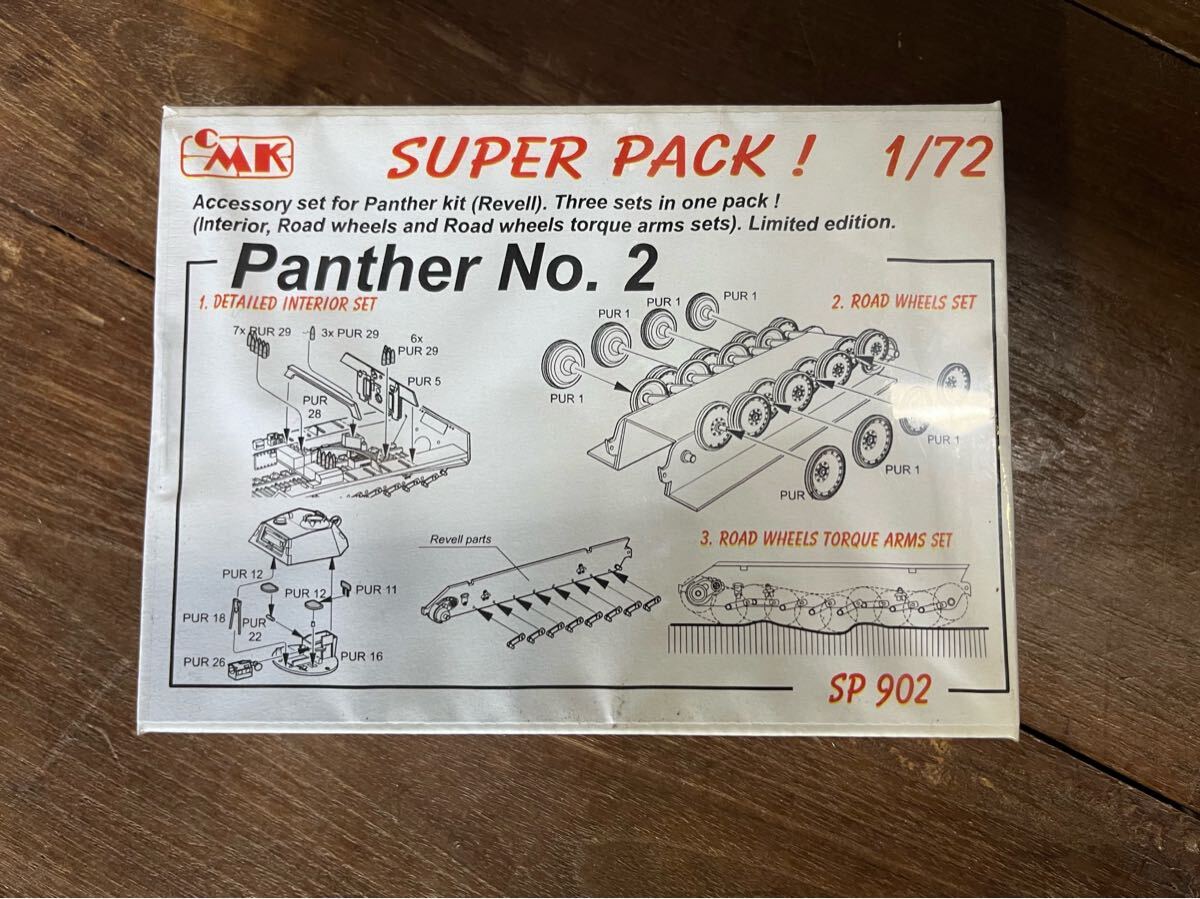 CMK
SUPER PACK !
1/72
Accessory set for Panther kit (Revell). Three sets in one pack !
(Interior, Road wheels and Road wheels torque arms sets). Limited edition.
Panther No. 2
1. DETAILED INTERIOR SET
7x PUR 29
3x PUR 29
6x
PUR 29
PUR 5
PUR
28
2. ROAD WHEELS SET
PUR 1
PUR 1
PUR 1
PUR 1
PUR 1
PUR 1
PUR
PUR 12
PUR 12
PUR 11
PUR 18
PUR
22
PUR 26
PUR 16
Revell parts
3. ROAD WHEELS TORQUE ARMS SET
SP 902